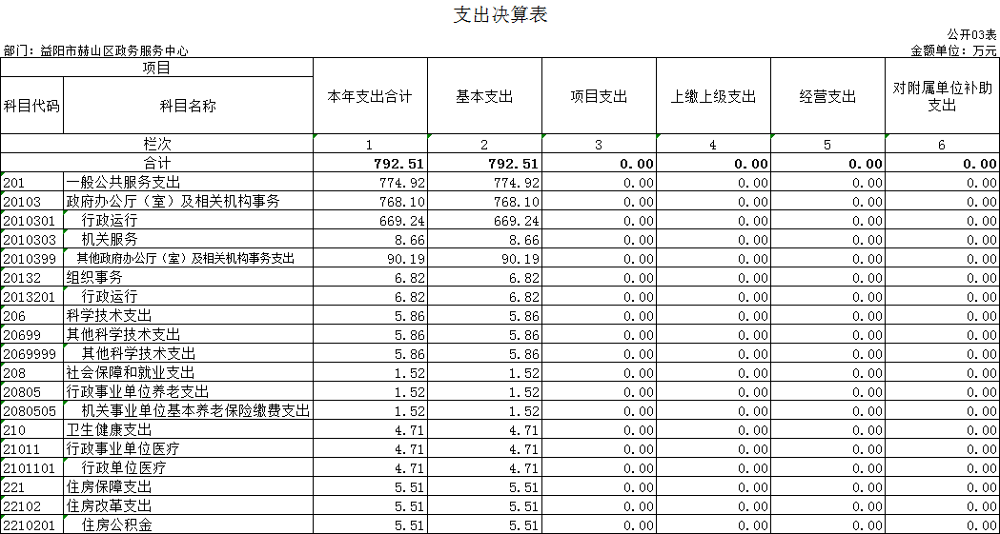 支出决算表
公开03表
部门：益阳市赫山区政务服务中心 金额单位：万元
项目 本年支出合计 基本支出 项目支出 上缴上级支出 经营支出 对附属单位补助支出
科目代码 科目名称
栏次 1 2 3 4 5 6
合计 792.51 792.51 0.00 0.00 0.00 0.00
201 一般公共服务支出 774.92 774.92 0.00 0.00 0.00 0.00
20103 政府办公厅（室）及相关机构事务 768.10 768.10 0.00 0.00 0.00 0.00
2010301 行政运行 669.24 669.24 0.00 0.00 0.00 0.00
2010303 机关服务 8.66 8.66 0.00 0.00 0.00 0.00
2010399 其他政府办公厅（室）及相关机构事务支出 90.19 90.19 0.00 0.00 0.00 0.00
20132 组织事务 6.82 6.82 0.00 0.00 0.00 0.00
2013201 行政运行 6.82 6.82 0.00 0.00 0.00 0.00
206 科学技术支出 5.86 5.86 0.00 0.00 0.00 0.00
20699 其他科学技术支出 5.86 5.86 0.00 0.00 0.00 0.00
2069999 其他科学技术支出 5.86 5.86 0.00 0.00 0.00 0.00
208 社会保障和就业支出 1.52 1.52 0.00 0.00 0.00 0.00
20805 行政事业单位养老支出 1.52 1.52 0.00 0.00 0.00 0.00
2080505 机关事业单位基本养老保险缴费支出 1.52 1.52 0.00 0.00 0.00 0.00
210 卫生健康支出 4.71 4.71 0.00 0.00 0.00 0.00
21011 行政事业单位医疗 4.71 4.71 0.00 0.00 0.00 0.00
2101101 行政单位医疗 4.71 4.71 0.00 0.00 0.00 0.00
221 住房保障支出 5.51 5.51 0.00 0.00 0.00 0.00
22102 住房改革支出 5.51 5.51 0.00 0.00 0.00 0.00
2210201 住房公积金 5.51 5.51 0.00 0.00 0.00 0.00